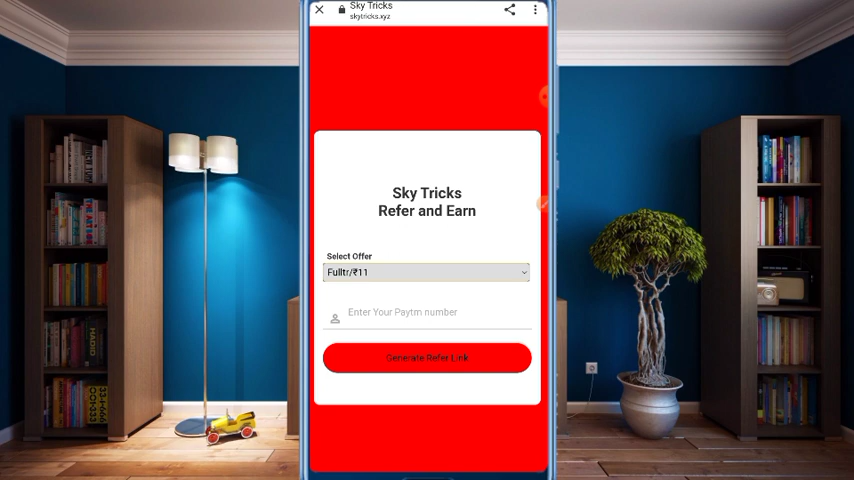 Sky Tricks
skytricks.xyz
Sky Tricks
Refer and Earn
Select Offer
Fulltr/₹11
Enter Your Paytm number
Generate Refer Link